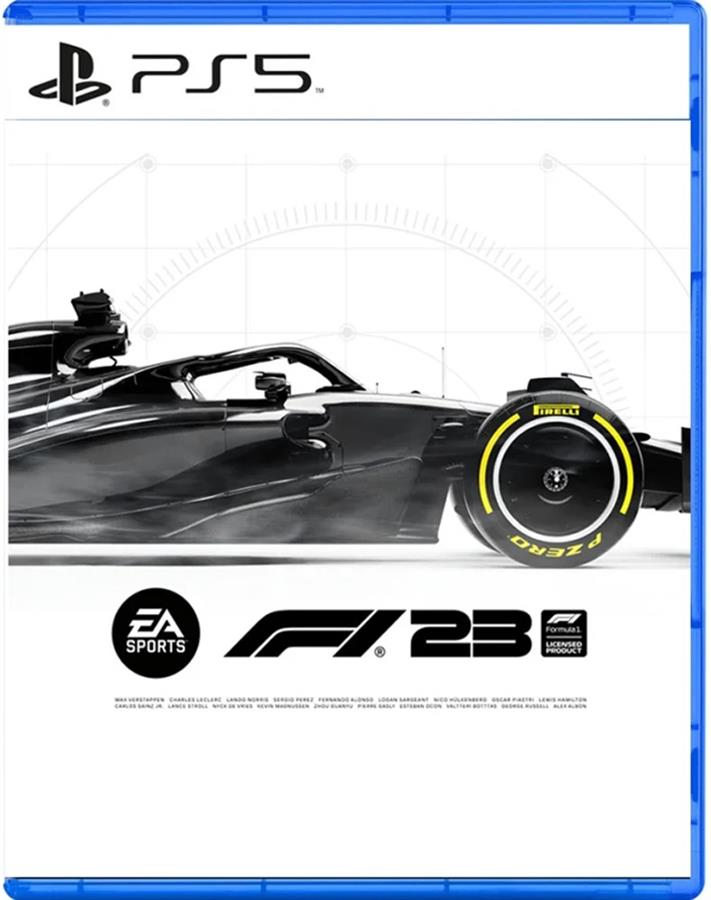 PS5™
PIRELLI
P ZERO
EA SPORTS
F1® 23
Formula 1
LICENSED
PRODUCT
MAX VERSTAPPEN CHARLES LECLERC LANDO NORRIS SERGIO PEREZ FERNANDO ALONSO LOGAN SARGEANT NICO HÜLKENBERG OSCAR PIASTRI LEWIS HAMILTON
CARLOS SAINZ JR. LANCE STROLL NYCK DE VRIES KEVIN MAGNUSSEN ZHOU GUANYU PIERRE GASLY ESTEBAN OCON VALTTERI BOTTAS GEORGE RUSSELL ALEX ALBON